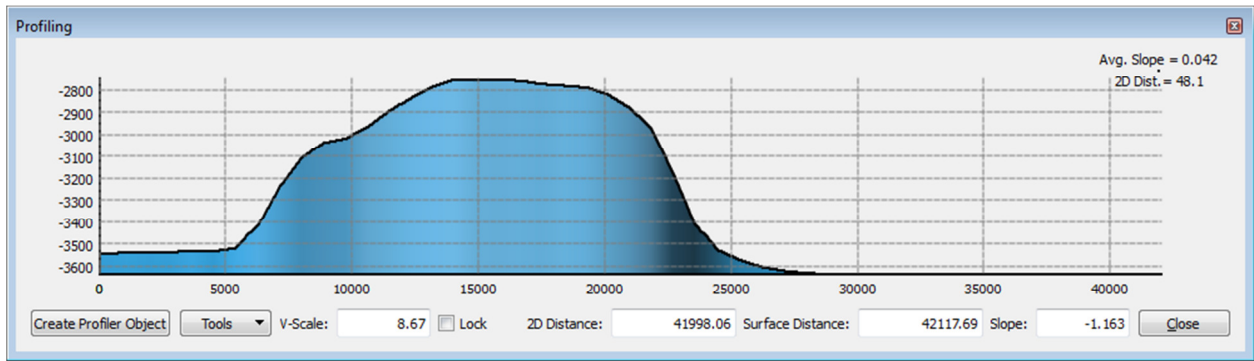 Profiling
Avg. Slope = 0.042
2D Dist. = 48.1
-2800
-2900
-3000
-3100
-3200
-3300
-3400
-3500
-3600
0 5000 10000 15000 20000 25000 30000 35000 40000
Create Profiler Object Tools V-Scale: 8.67 Lock 2D Distance: 41998.06 Surface Distance: 42117.69 Slope: -1.163 Close